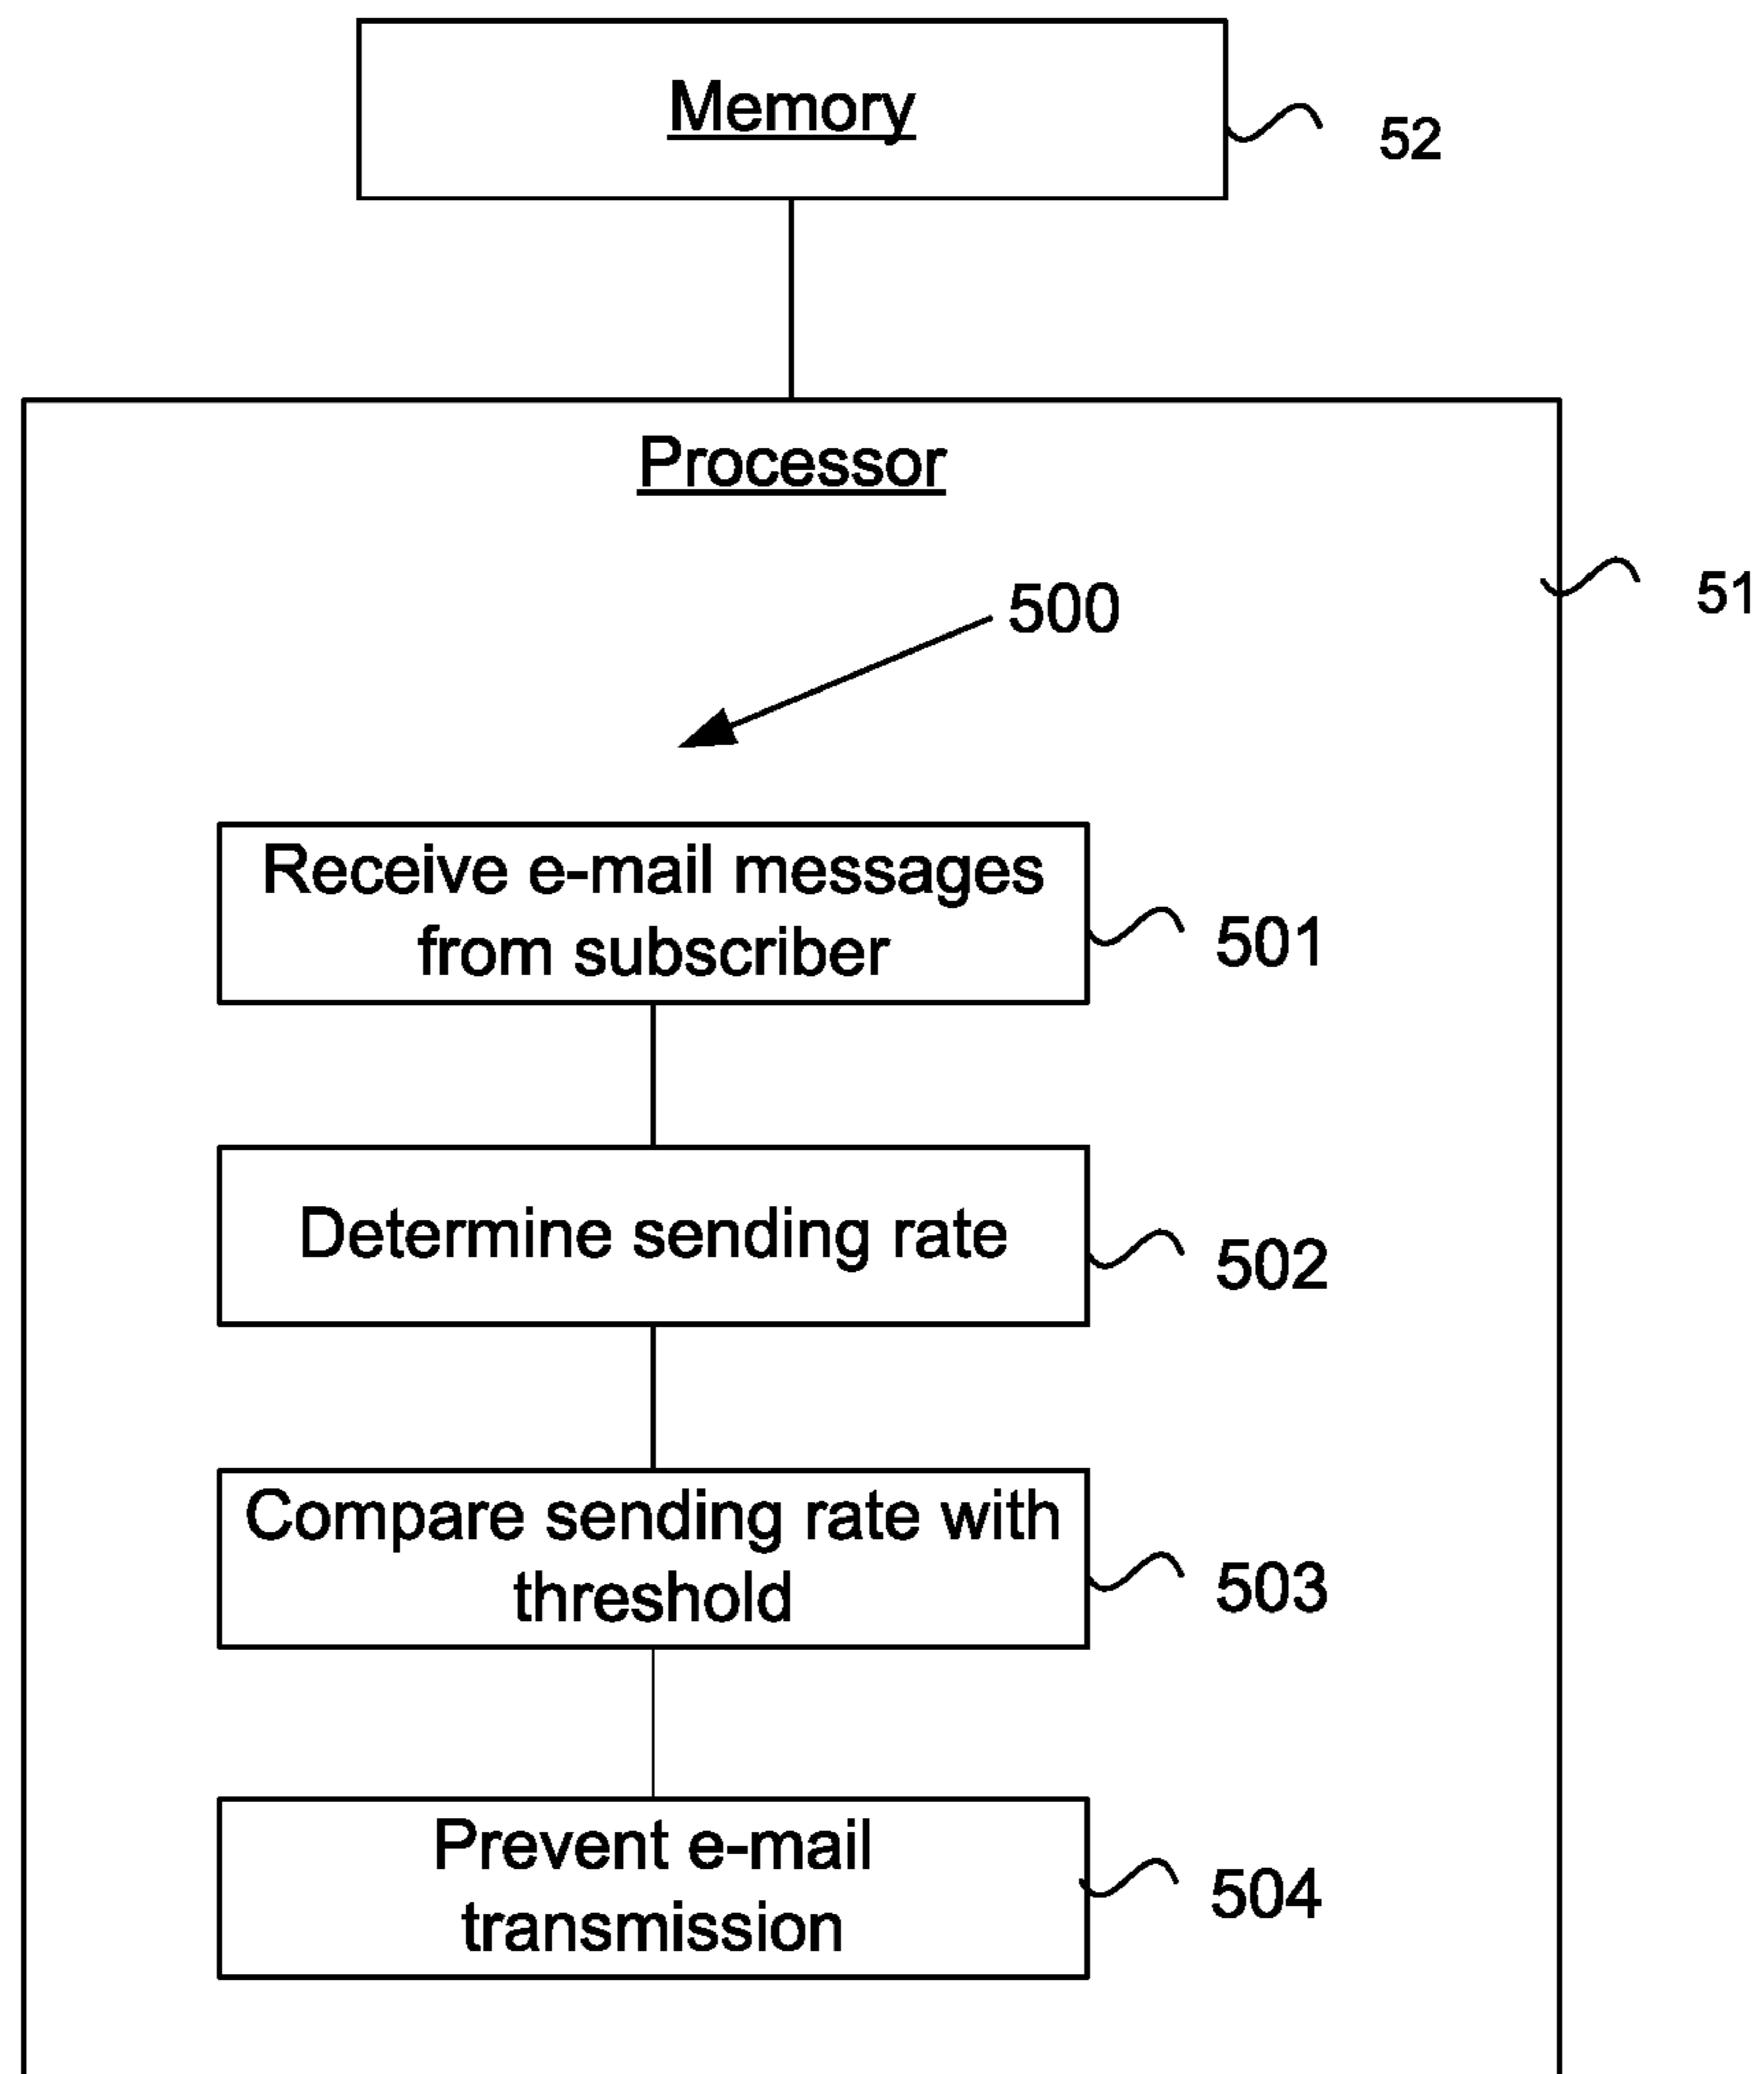 Memory
52
Processor
51
500
Receive e-mail messages
from subscriber
501
Determine sending rate
502
Compare sending rate with
threshold
503
Prevent e-mail
transmission
504